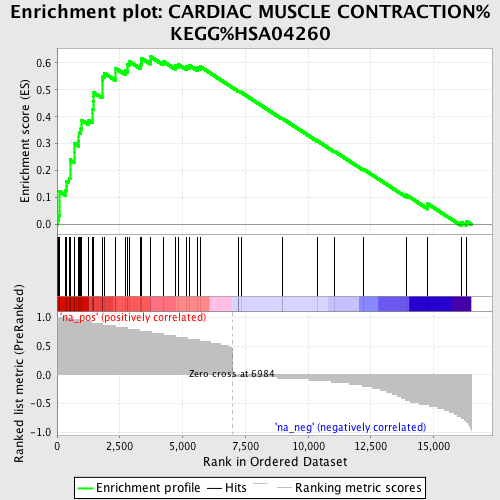 Enrichment plot: CARDIAC MUSCLE CONTRACTION%
KEGG%HSA04260
Enrichment score (ES)
0.6
0.5
0.4
0.3
0.2
0.1
0.0
'na_pos' (positively correlated)
Ranked list metric (PreRanked)
1.0
0.5
0.0
-0.5
-1.0
Zero cross at 6984
'na_neg' (negatively correlated)
0 2,500 5,000 7,500 10,000 12,500 15,000
Rank in Ordered Dataset
Enrichment profile Hits Ranking metric scores